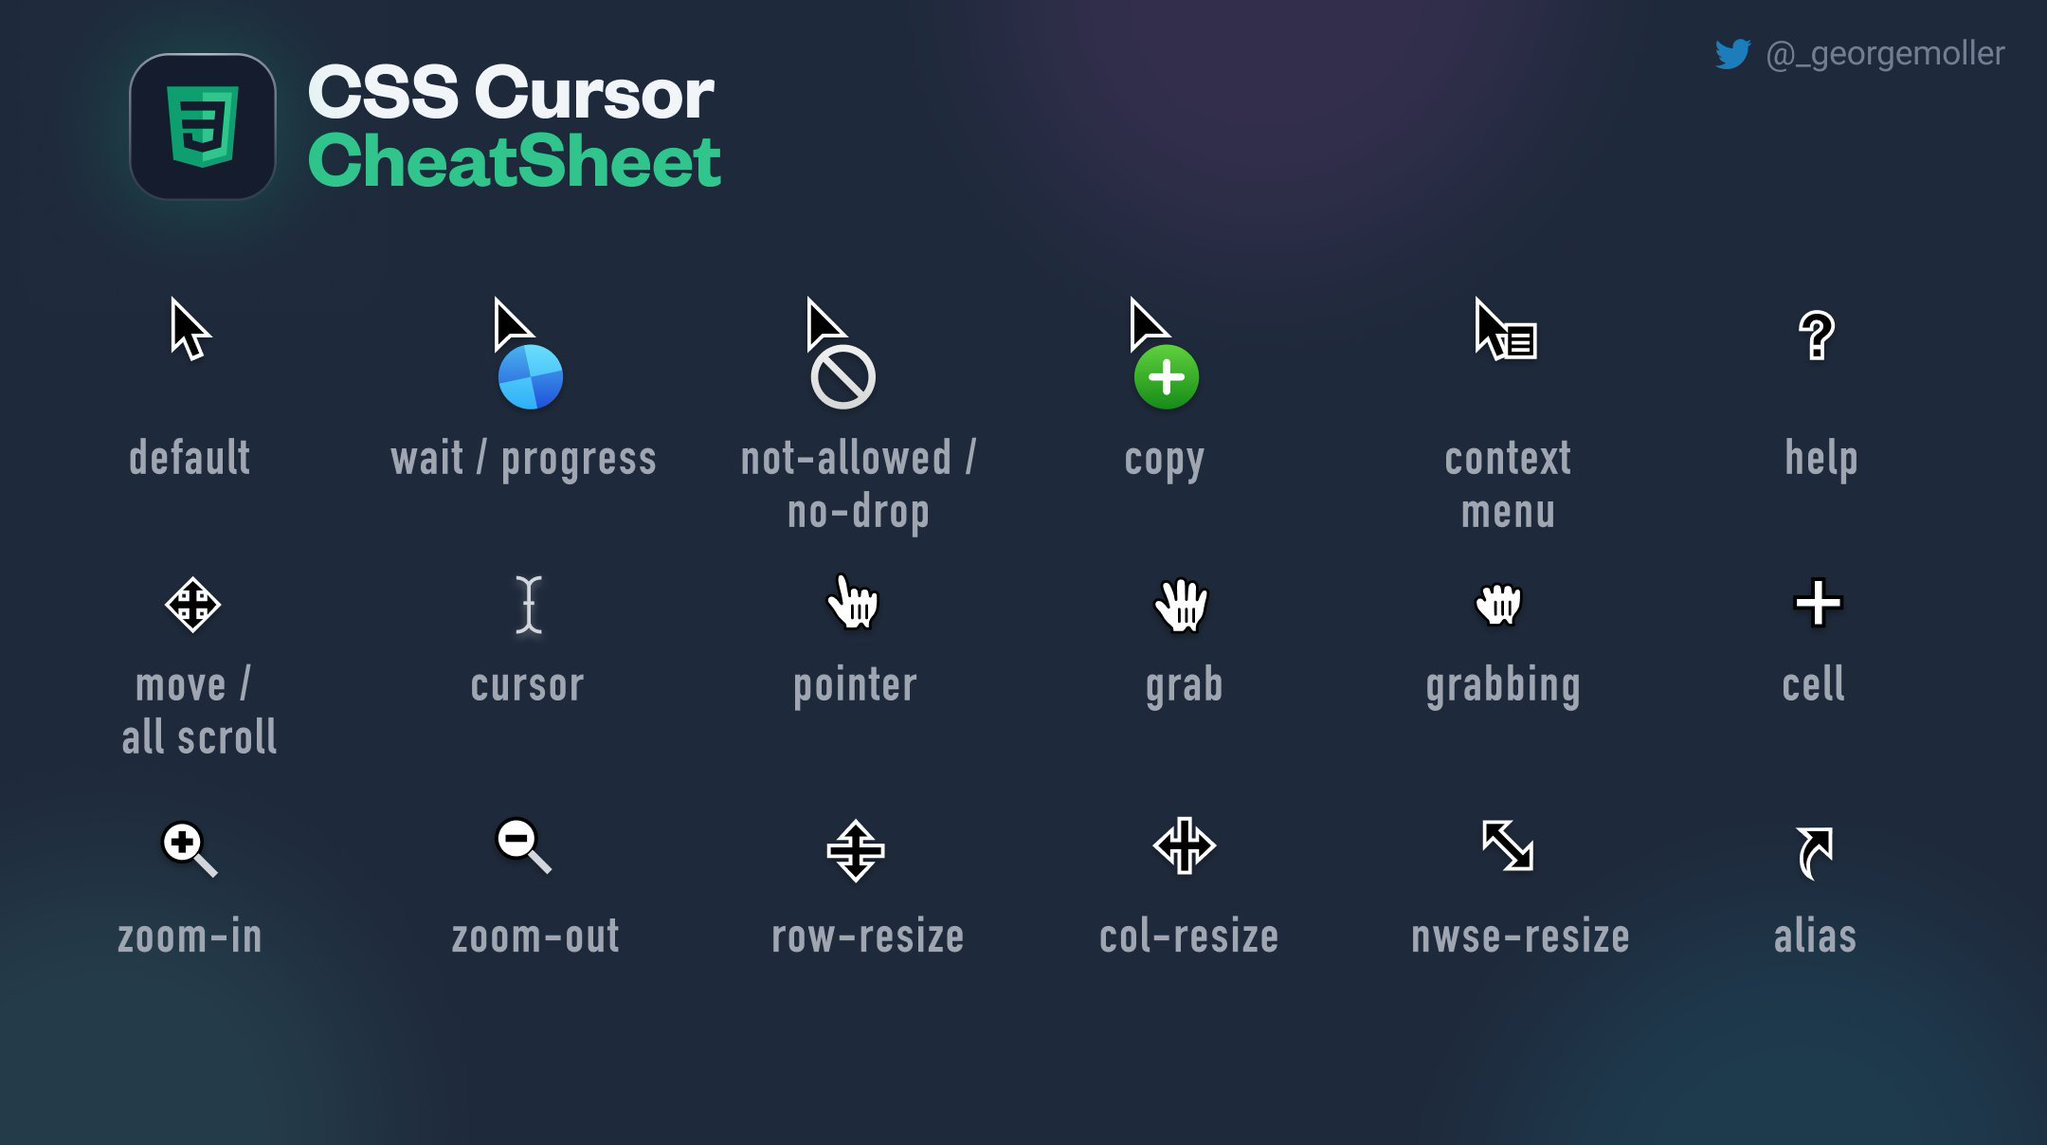 CSS Cursor
CheatSheet
@_georgemoller
default
wait / progress
not-allowed /
no-drop
copy
context
menu
help
move /
all scroll
cursor
pointer
grab
grabbing
cell
zoom-in
zoom-out
row-resize
col-resize
nwse-resize
alias